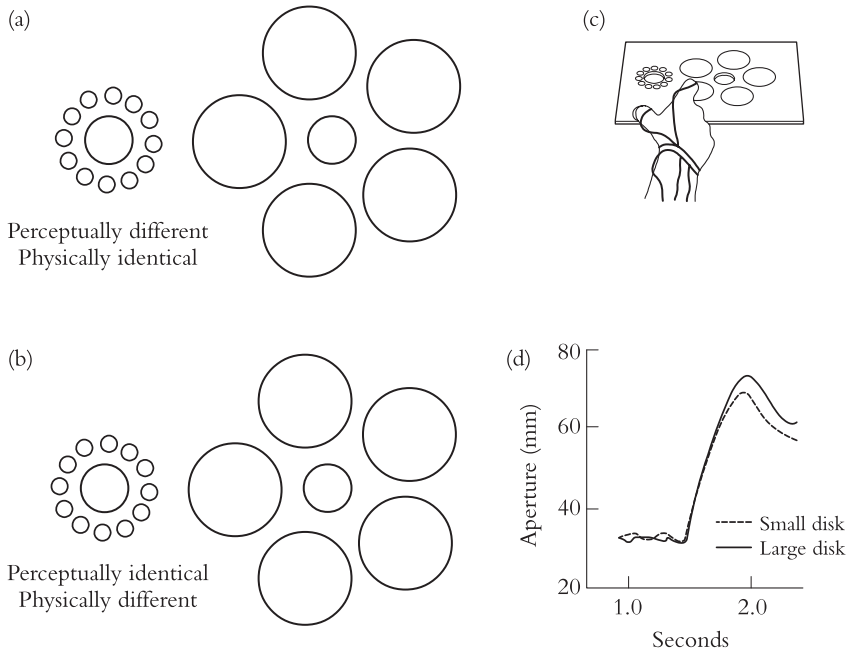 (a)
Perceptually different
Physically identical
(b)
Perceptually identical
Physically different
(c)
(d)
80
60
40
20
Aperture (mm)
Small disk
Large disk
1.0
2.0
Seconds